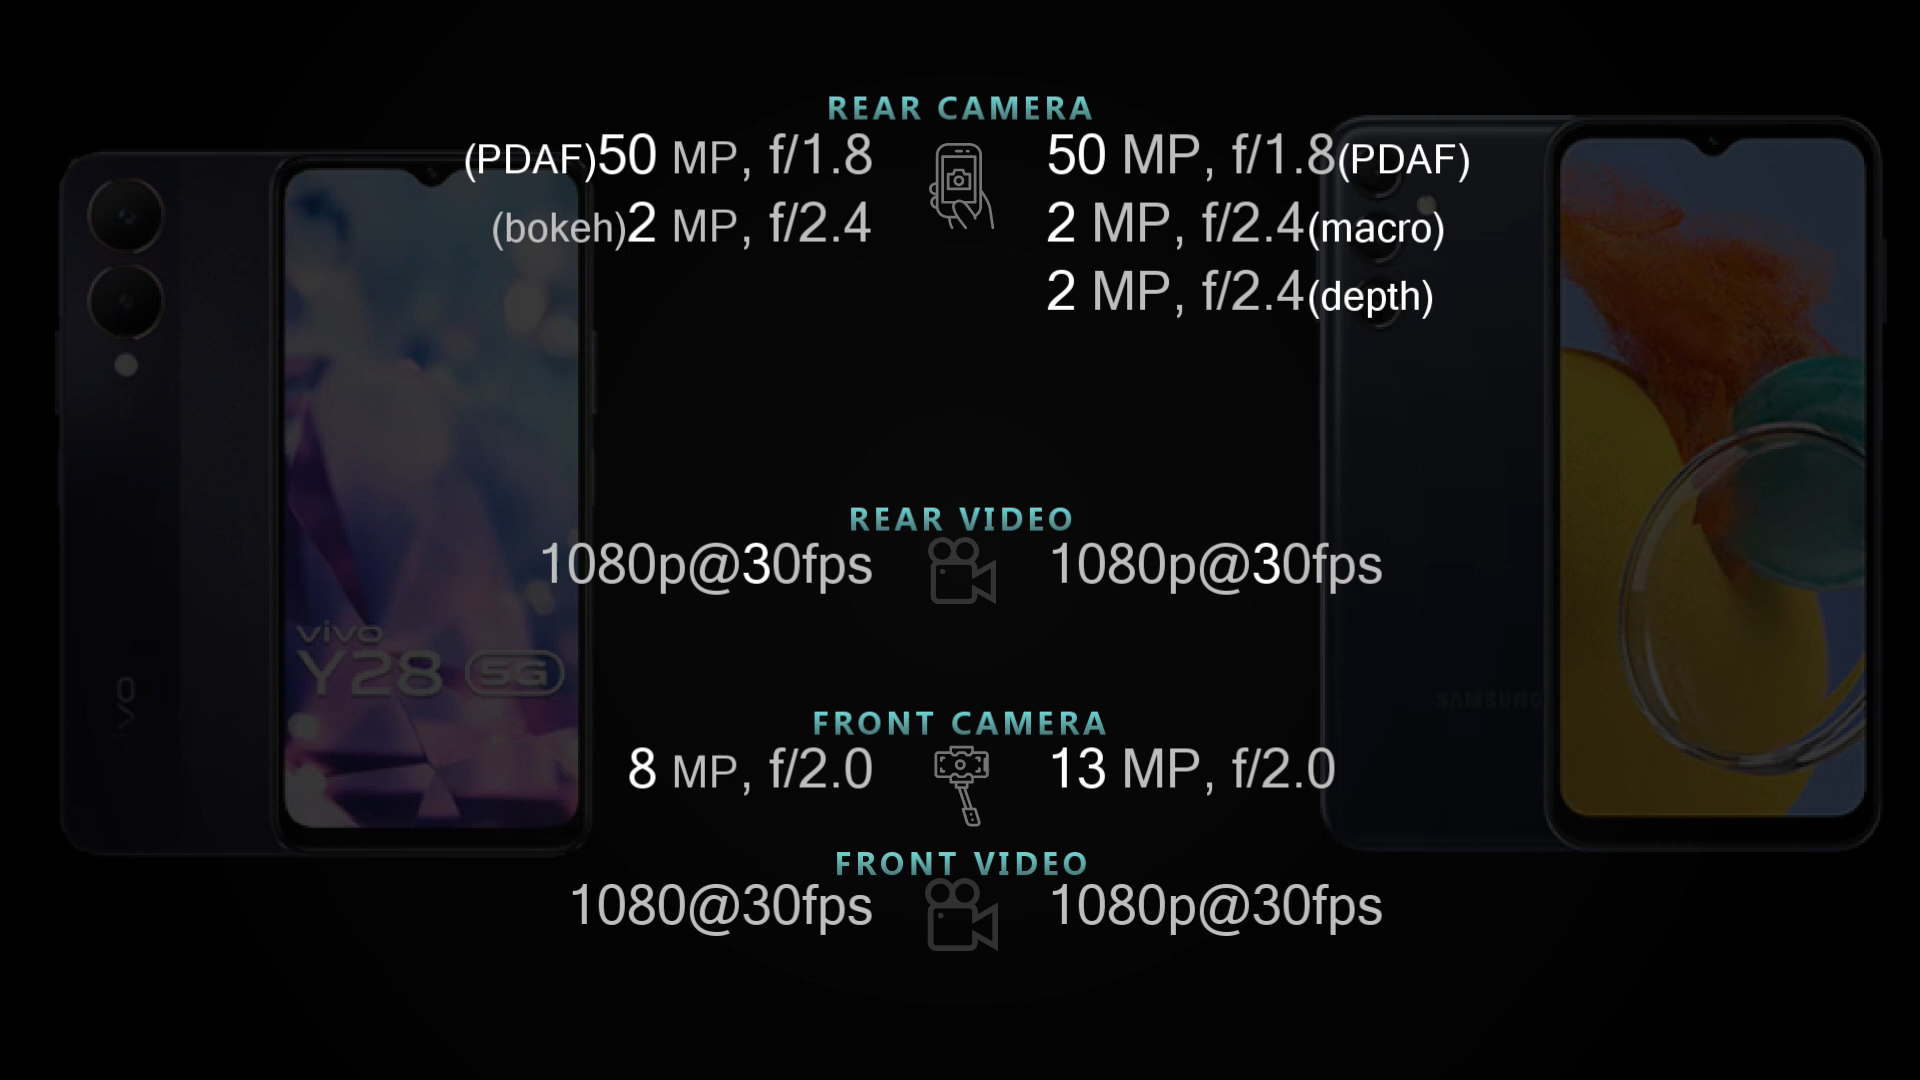 REAR CAMERA
(PDAF)50 MP, f/1.8
50 MP, f/1.8(PDAF)
(bokeh)2 MP, f/2.4
2 MP, f/2.4(macro)
2 MP, f/2.4(depth)
REAR VIDEO
1080p@30fps
1080p@30fps
vivo
Y28 5G
vivo
SAMSUNG
FRONT CAMERA
8 MP, f/2.0
13 MP, f/2.0
FRONT VIDEO
1080@30fps
1080p@30fps